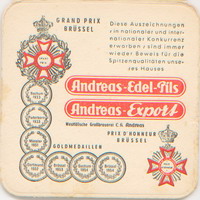 GRAND PRIX
BRÜSSEL
Diese Auszeichnungen
in nationaler und inter-
nationaler Konkurrenz
erworben sind immer
wieder Beweis für die
Spitzenqualitäten unse-
res Hauses
Andreas-Edel-Pils
Andreas-Export
Westfälische Großbrauerei C. A. Andreas
PRIX D'HONNEUR
BRÜSSEL
GOLDMEDAILLEN